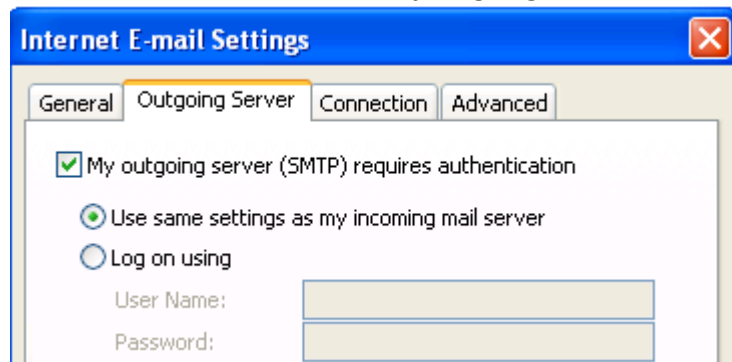 Internet E-mail Settings
General Outgoing Server Connection Advanced
My outgoing server (SMTP) requires authentication
Use same settings as my incoming mail server
Log on using
User Name:
Password: